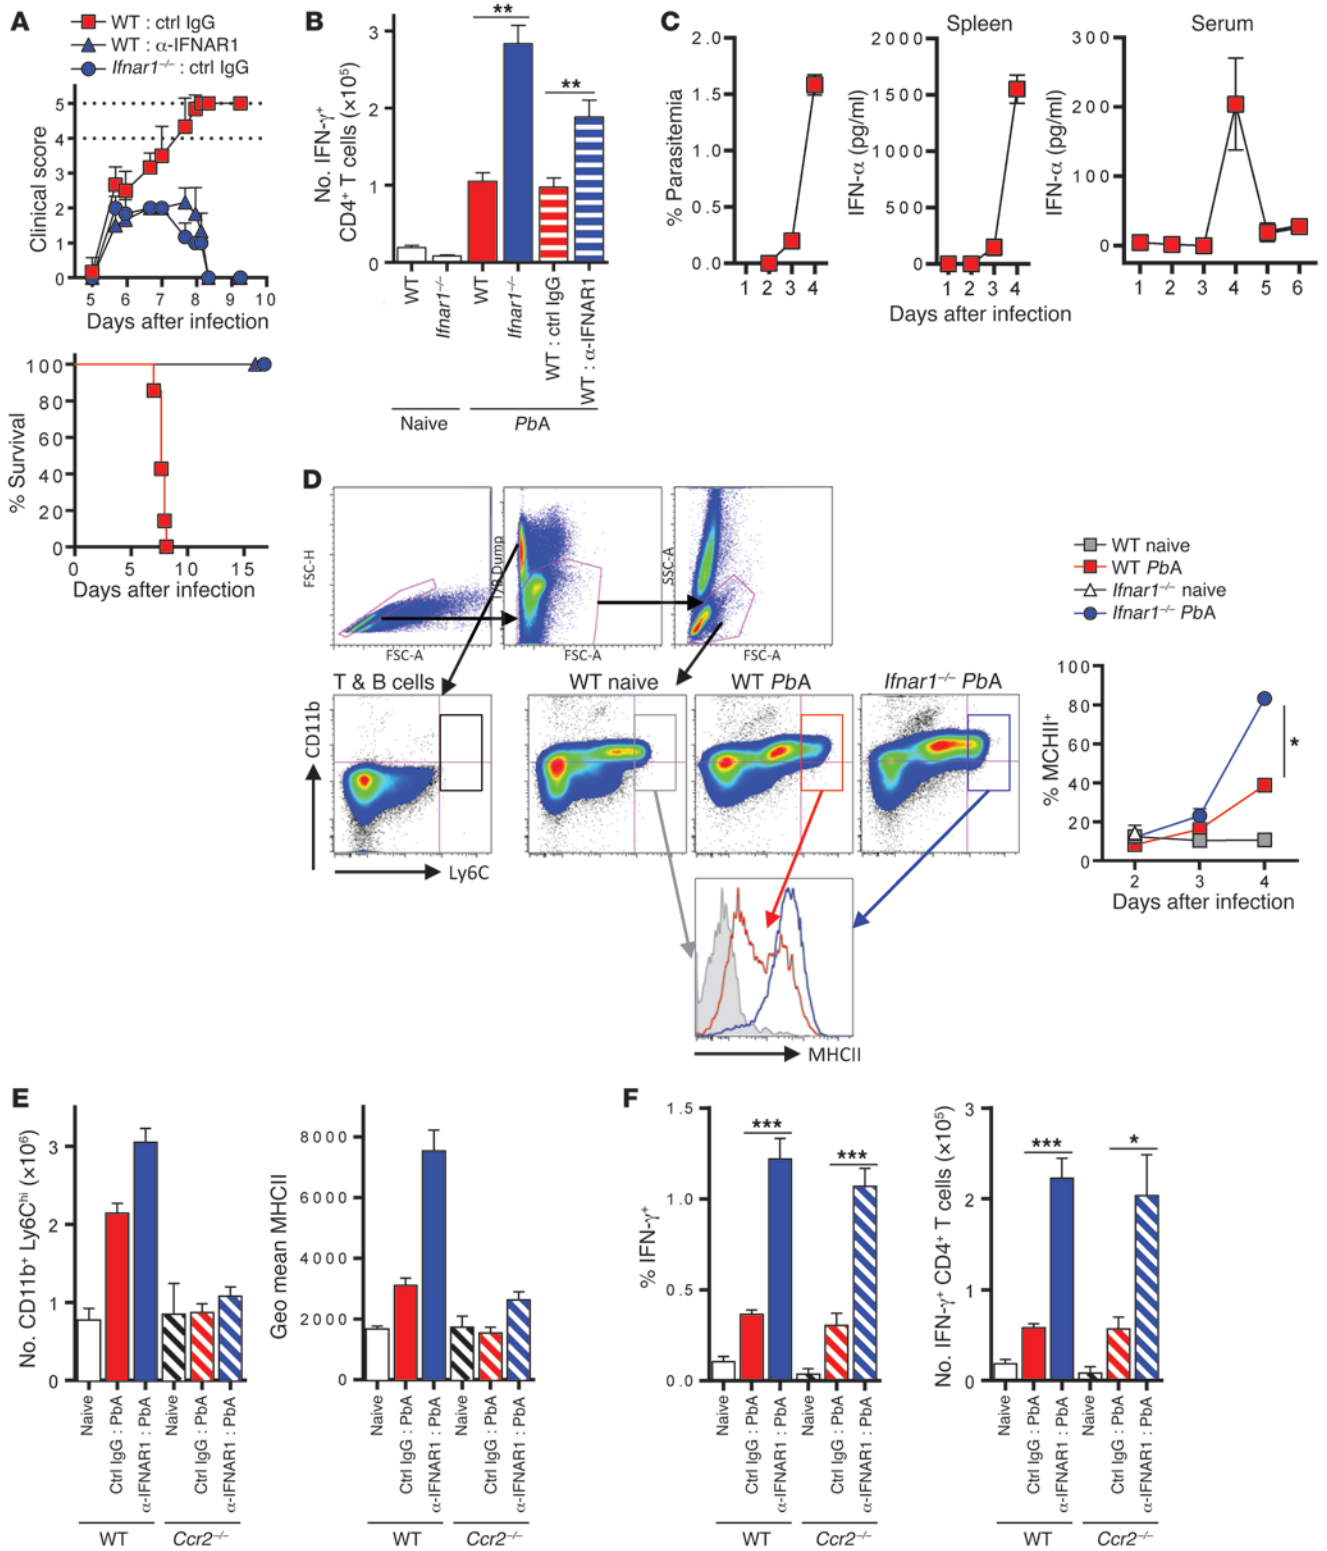 A
WT : ctrl IgG
WT : α-IFNAR1
Ifnar1–/– : ctrl IgG
Clinical score
5
4
3
2
1
0
5 6 7 8 9 10
Days after infection
% Survival
100
80
60
40
20
0
0 5 10 15
Days after infection
B
No. IFN-γ+
CD4+ T cells (×10⁵)
3
2
1
0
**
**
WT
Ifnar1–/–
WT
Ifnar1–/–
WT : ctrl IgG
WT : α-IFNAR1
Naive
PbA
C
% Parasitemia
2.0
1.5
1.0
0.5
0.0
1 2 3 4
Spleen
IFN-α (pg/ml)
2000
1500
1000
500
0
1 2 3 4
Serum
IFN-α (pg/ml)
300
200
100
0
1 2 3 4 5 6
Days after infection
D
FSC-H
FSC-A
T/B Dump
FSC-A
SSC-A
FSC-A
T & B cells
WT naive
WT PbA
Ifnar1–/– PbA
CD11b
Ly6C
MHCII
WT naive
WT PbA
Ifnar1–/– naive
Ifnar1–/– PbA
% MCHII+
100
80
60
40
20
0
*
2 3 4
Days after infection
E
No. CD11b+ Ly6Chi (×10⁶)
3
2
1
0
Naive
Ctrl IgG : PbA
α-IFNAR1 : PbA
Naive
Ctrl IgG : PbA
α-IFNAR1 : PbA
WT
Ccr2–/–
Geo mean MHCII
8000
6000
4000
2000
0
Naive
Ctrl IgG : PbA
α-IFNAR1 : PbA
Naive
Ctrl IgG : PbA
α-IFNAR1 : PbA
WT
Ccr2–/–
F
% IFN-γ+
1.5
1.0
0.5
0.0
***
***
Naive
Ctrl IgG : PbA
α-IFNAR1 : PbA
Naive
Ctrl IgG : PbA
α-IFNAR1 : PbA
WT
Ccr2–/–
No. IFN-γ+ CD4+ T cells (×10⁵)
3
2
1
0
***
*
Naive
Ctrl IgG : PbA
α-IFNAR1 : PbA
Naive
Ctrl IgG : PbA
α-IFNAR1 : PbA
WT
Ccr2–/–